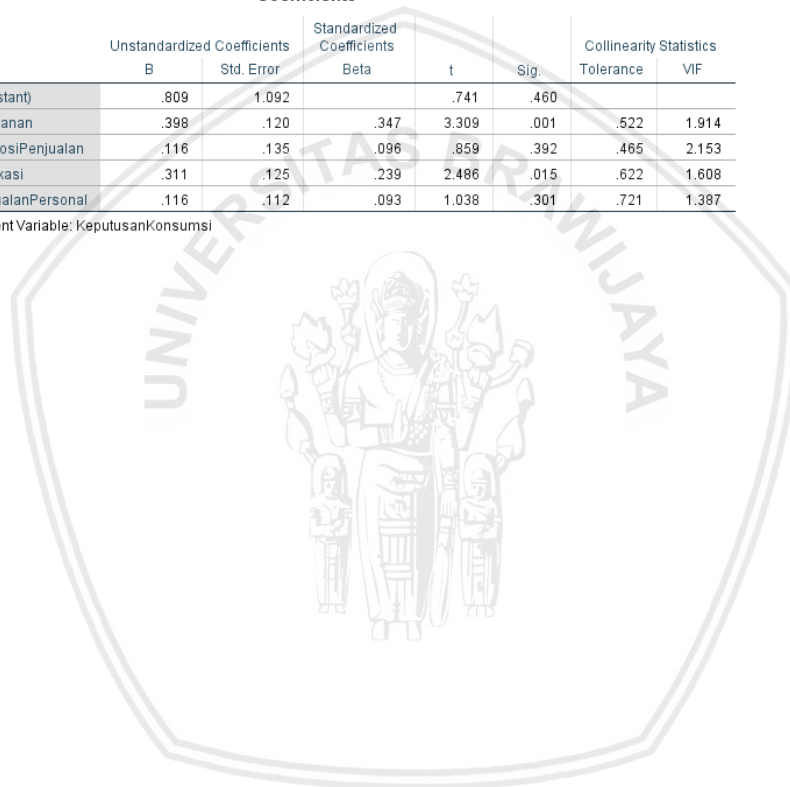 Unstandardized Coefficients Standardized Coefficients Collinearity Statistics
B Std. Error Beta t Sig. Tolerance VIF
stant) .809 1.092 .741 .460
anan .398 .120 .347 3.309 .001 .522 1.914
osiPenjualan .116 .135 .096 .859 .392 .465 2.153
kasi .311 .125 .239 2.486 .015 .622 1.608
ualanPersonal .116 .112 .093 1.038 .301 .721 1.387
ent Variable: KeputusanKonsumsi
UNIVERSITAS BRAWIJAYA